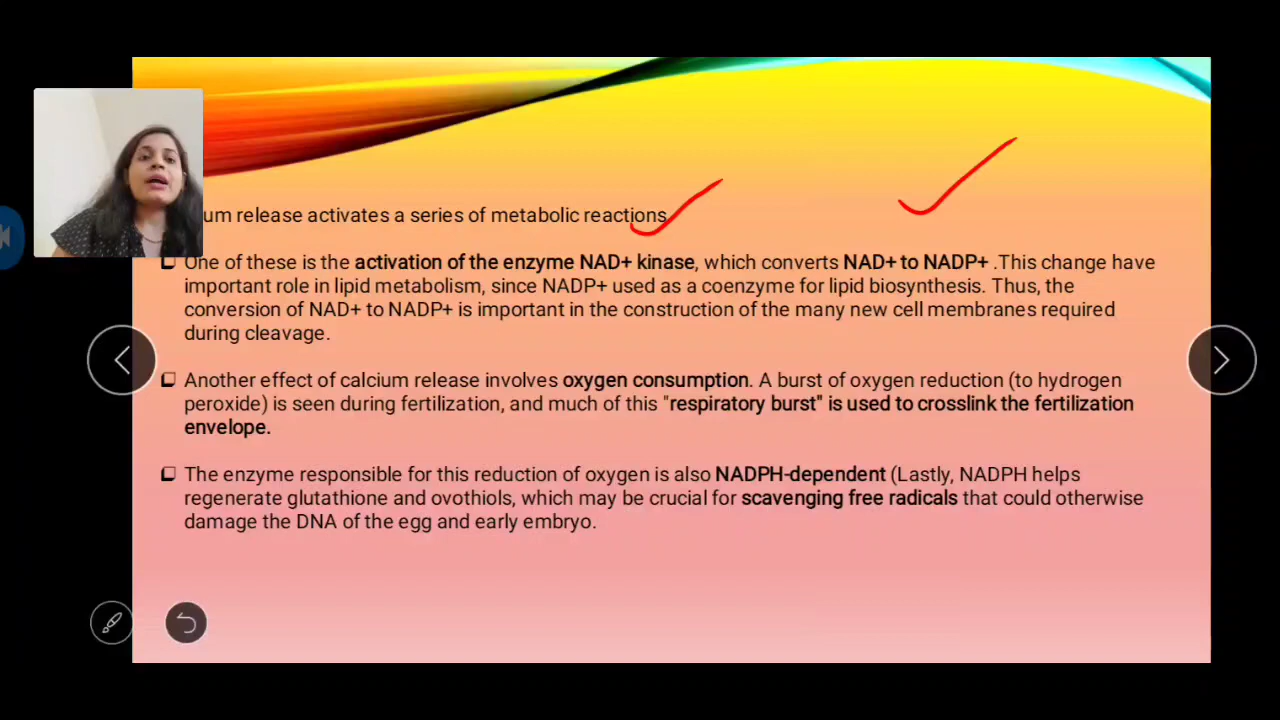 um release activates a series of metabolic reactions
One of these is the activation of the enzyme NAD+ kinase, which converts NAD+ to NADP+ .This change have
important role in lipid metabolism, since NADP+ used as a coenzyme for lipid biosynthesis. Thus, the
conversion of NAD+ to NADP+ is important in the construction of the many new cell membranes required
during cleavage.
Another effect of calcium release involves oxygen consumption. A burst of oxygen reduction (to hydrogen
peroxide) is seen during fertilization, and much of this "respiratory burst" is used to crosslink the fertilization
envelope.
The enzyme responsible for this reduction of oxygen is also NADPH-dependent (Lastly, NADPH helps
regenerate glutathione and ovothiols, which may be crucial for scavenging free radicals that could otherwise
damage the DNA of the egg and early embryo.